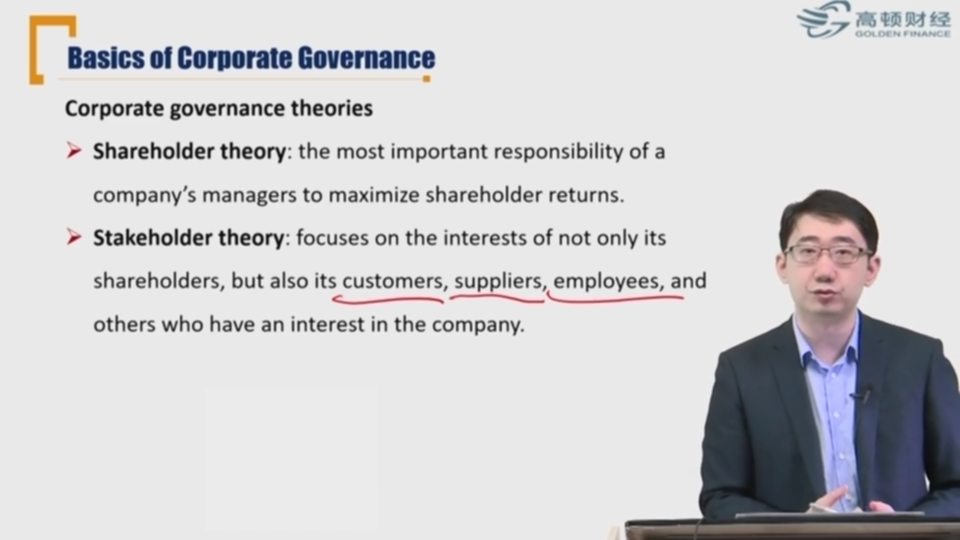 高顿财经
GOLDEN FINANCE
Basics of Corporate Governance
Corporate governance theories
Shareholder theory: the most important responsibility of a
company's managers to maximize shareholder returns.
Stakeholder theory: focuses on the interests of not only its
shareholders, but also its customers, suppliers, employees, and
others who have an interest in the company.